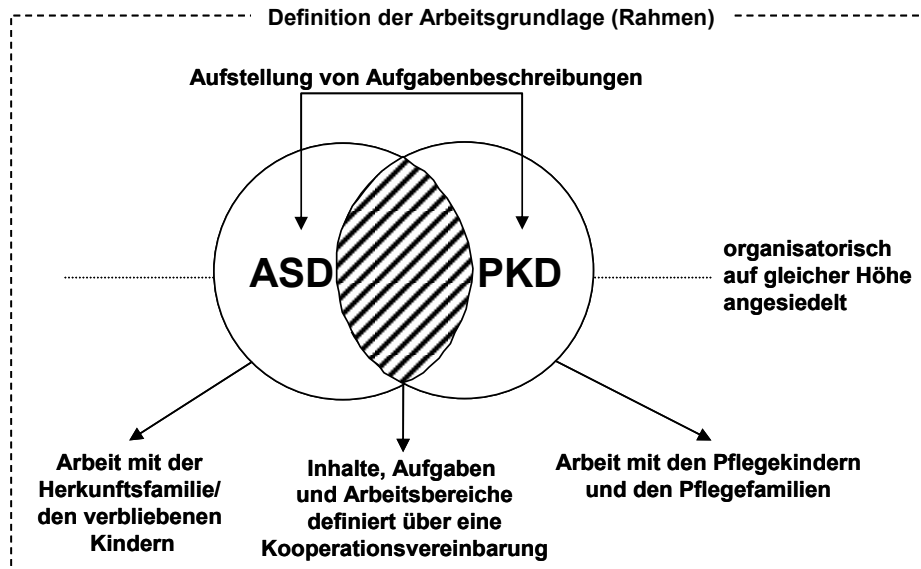 Definition der Arbeitsgrundlage (Rahmen)
Aufstellung von Aufgabenbeschreibungen
ASD
PKD
organisatorisch
auf gleicher Höhe
angesiedelt
Arbeit mit der
Herkunftsfamilie/
den verbliebenen
Kindern
Inhalte, Aufgaben
und Arbeitsbereiche
definiert über eine
Kooperationsvereinbarung
Arbeit mit den Pflegekindern
und den Pflegefamilien